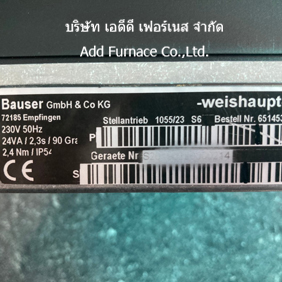 บริษัท เอดีดี เฟอร์เนส จำกัด
Add Furnace Co.,Ltd.
Bauser GmbH & Co KG
-weishaupt
72185 Empfingen
230V 50Hz
Stellantrieb 1055/23 S6 Bestell Nr. 65145
24VA / 2,3s / 90 Gra
P
2,4 Nm / IP54
Geraete Nr
CE
S